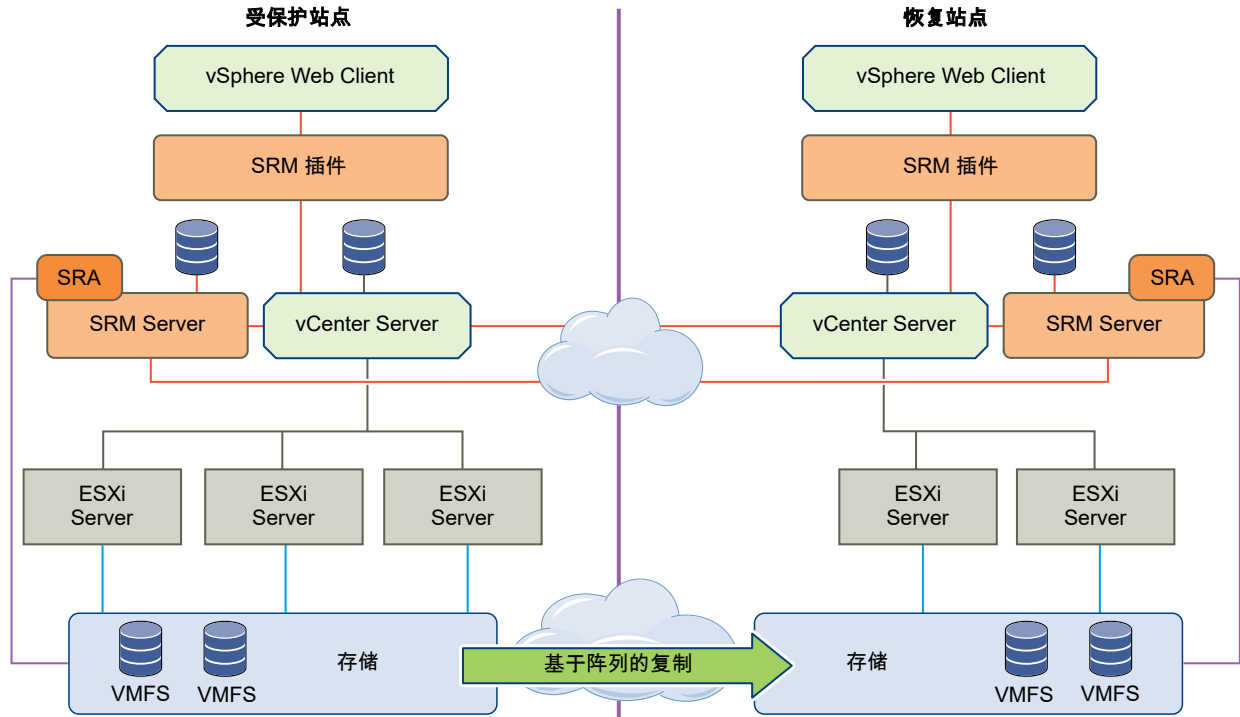 受保护站点
恢复站点
vSphere Web Client
vSphere Web Client
SRM 插件
SRM 插件
SRA
SRA
SRM Server
vCenter Server
vCenter Server
SRM Server
ESXi
Server
ESXi
Server
ESXi
Server
ESXi
Server
ESXi
Server
存储
基于阵列的复制
存储
VMFS
VMFS
VMFS
VMFS